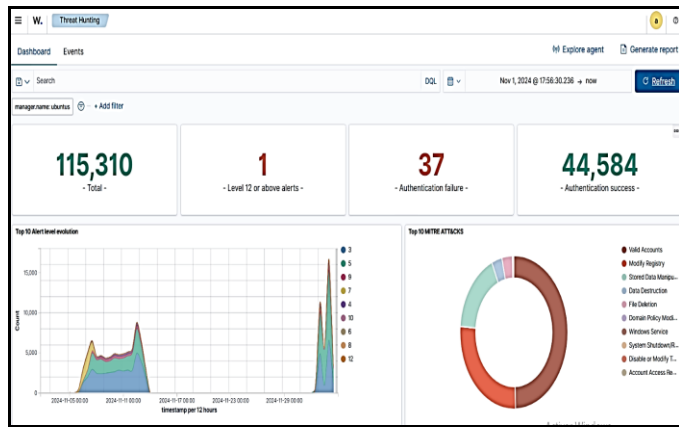 W. Threat Hunting a
Dashboard Events Explore agent Generate report
Search DQL Nov 1, 2024 @ 17:56:30.236 → now Refresh
manager.name: ubuntus + Add filter
115,310
- Total -
1
- Level 12 or above alerts -
37
- Authentication failure -
44,584
- Authentication success -
Top 10 Alert level evolution
Count
15,000
10,000
5,000
0
2024-11-05 00:00 2024-11-11 00:00 2024-11-17 00:00 2024-11-23 00:00 2024-11-29 00:00
timestamp per 12 hours
3
5
9
7
4
10
6
8
12
Top 10 MITRE ATT&CKS
Valid Accounts
Modify Registry
Stored Data Manipu...
Data Destruction
File Deletion
Domain Policy Modi...
Windows Service
System Shutdown/R...
Disable or Modify T...
Account Access Re...